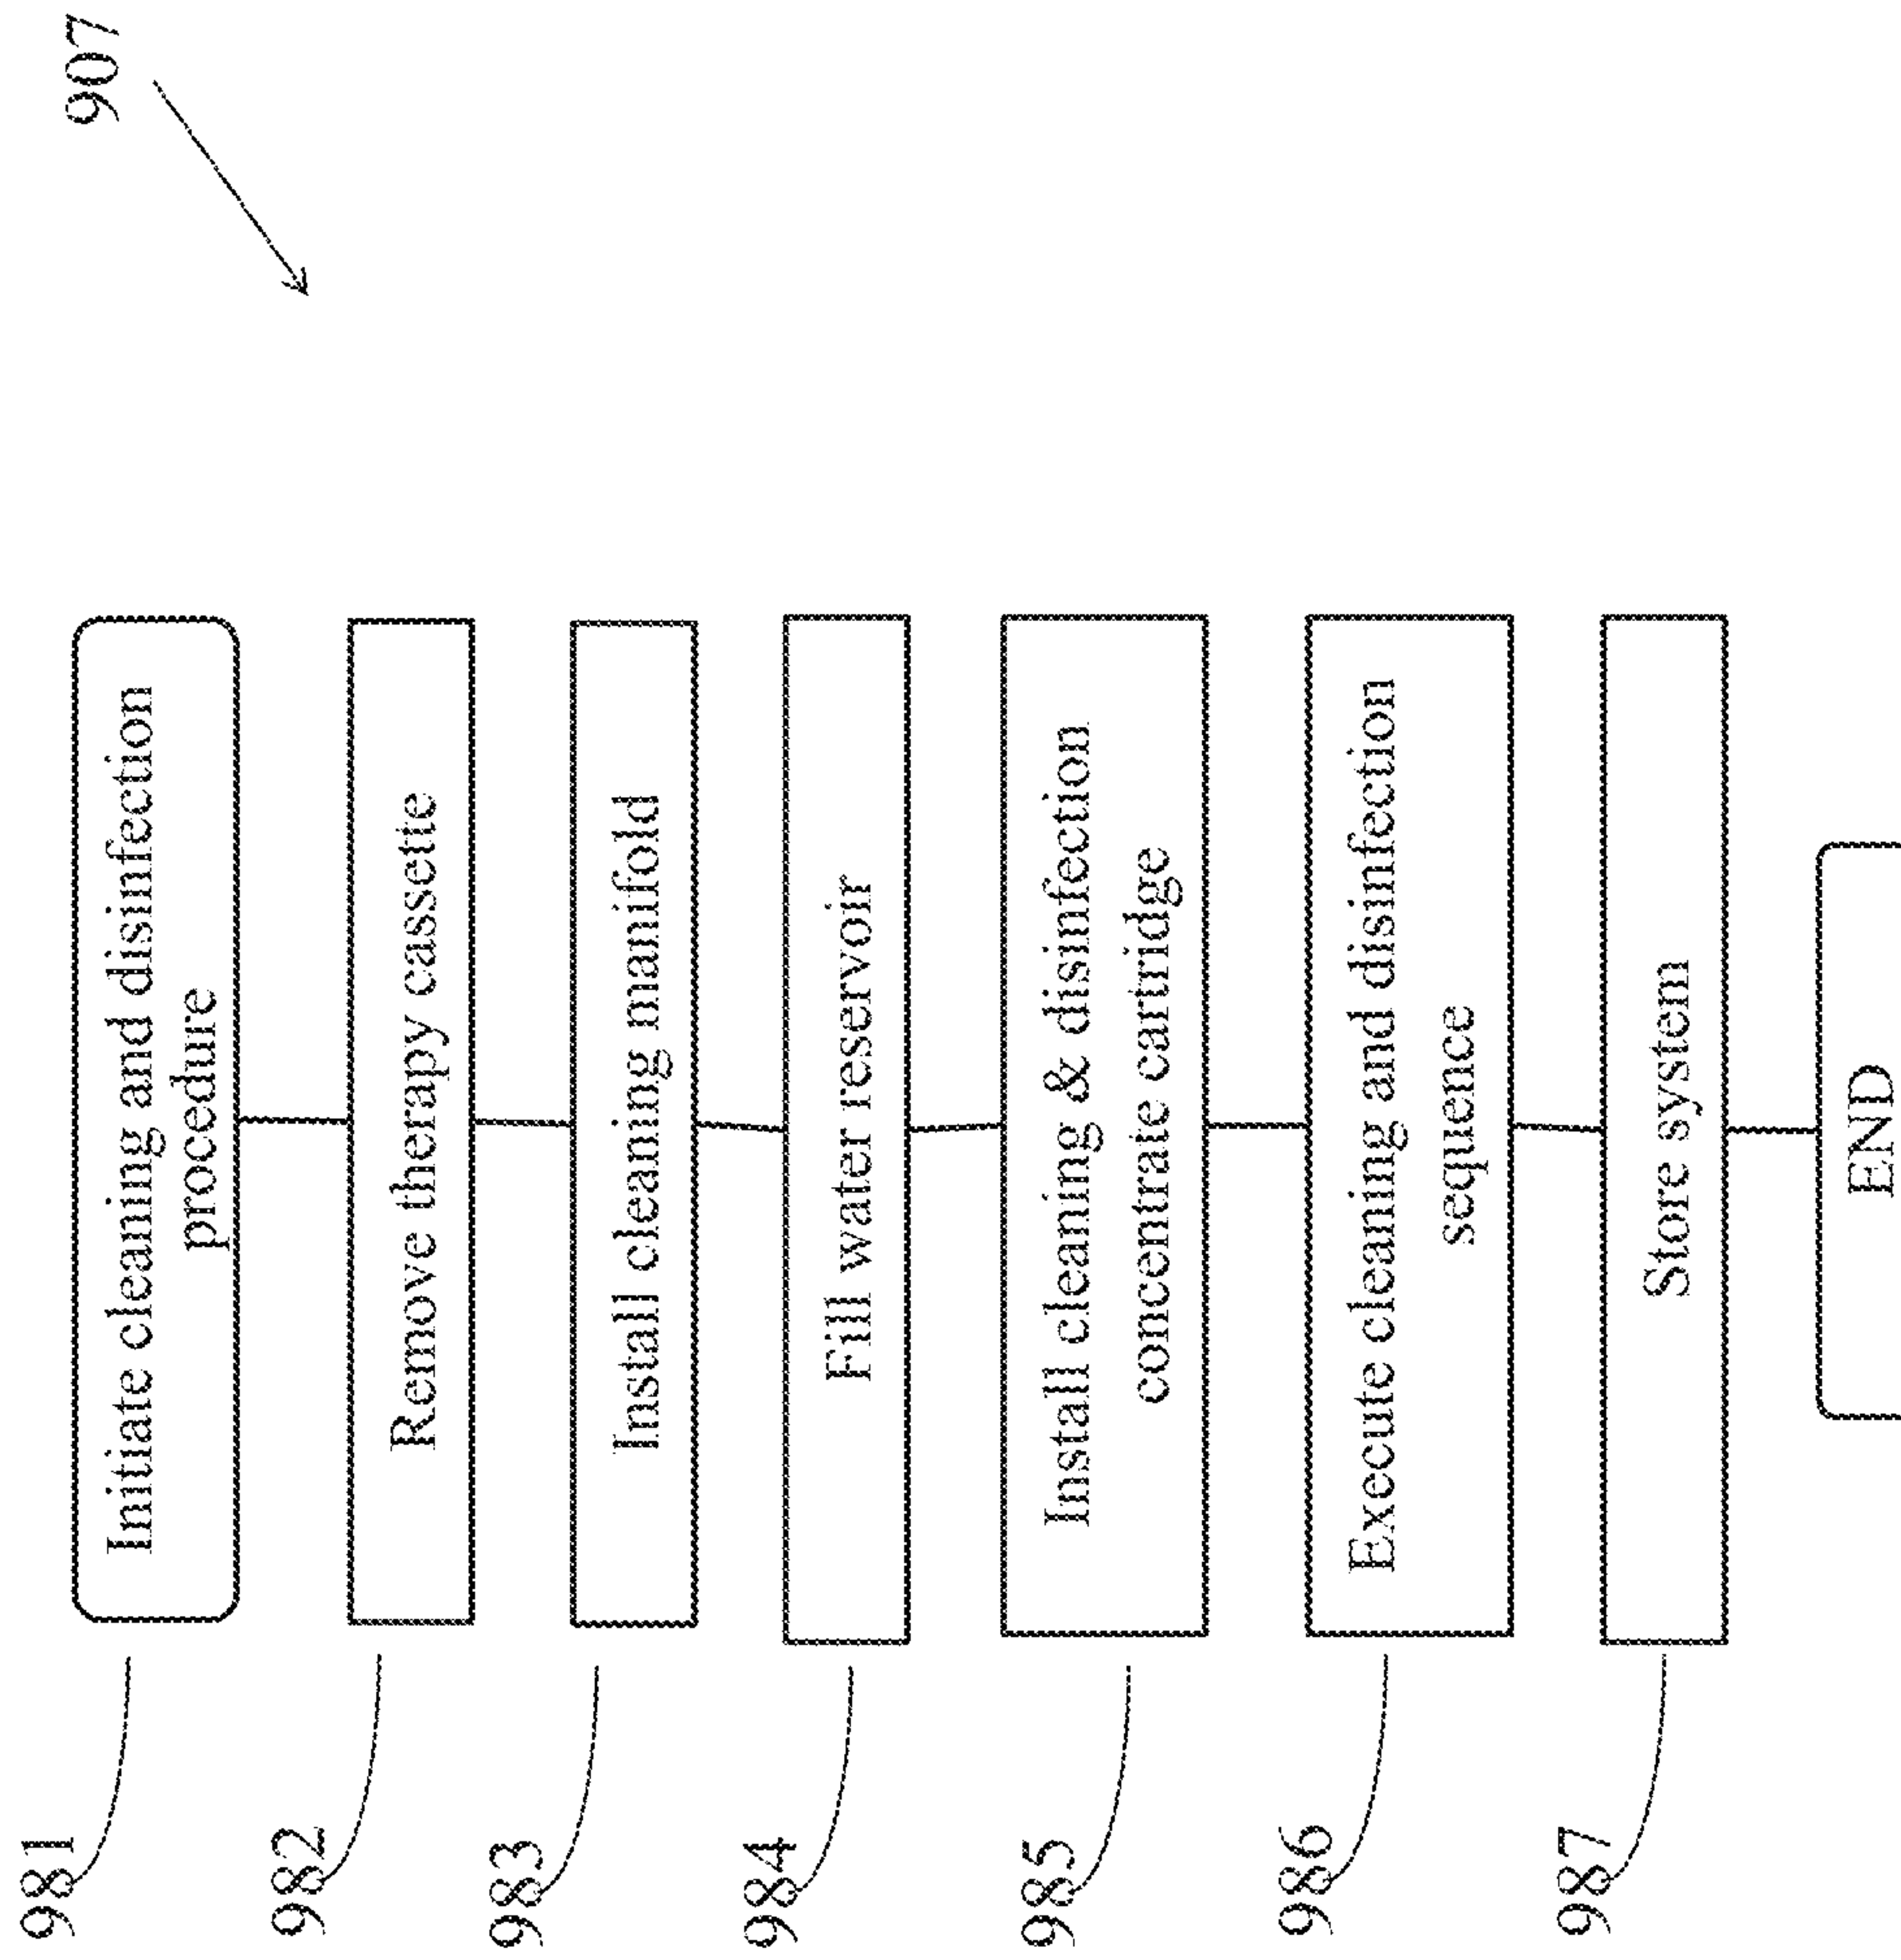 907
981
Initiate cleaning and disinfection
procedure
982
Remove therapy cassette
983
Install cleaning manifold
984
Fill water reservoir
985
Install cleaning & disinfection
concentrate cartridge
986
Execute cleaning and disinfection
sequence
987
Store system
END